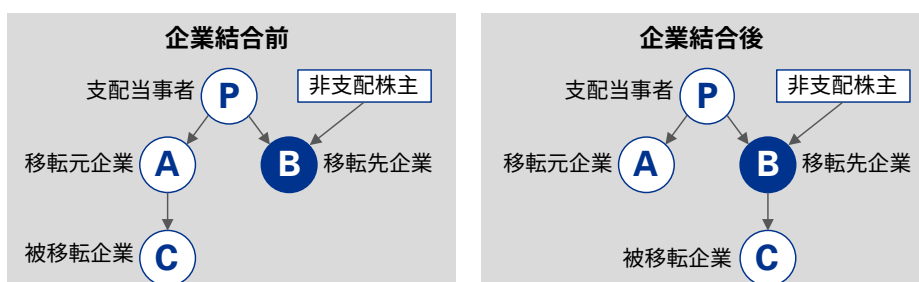 企業結合前
支配当事者 P 非支配株主
移転元企業 A B 移転先企業
被移転企業 C
企業結合後
支配当事者 P 非支配株主
移転元企業 A B 移転先企業
被移転企業 C